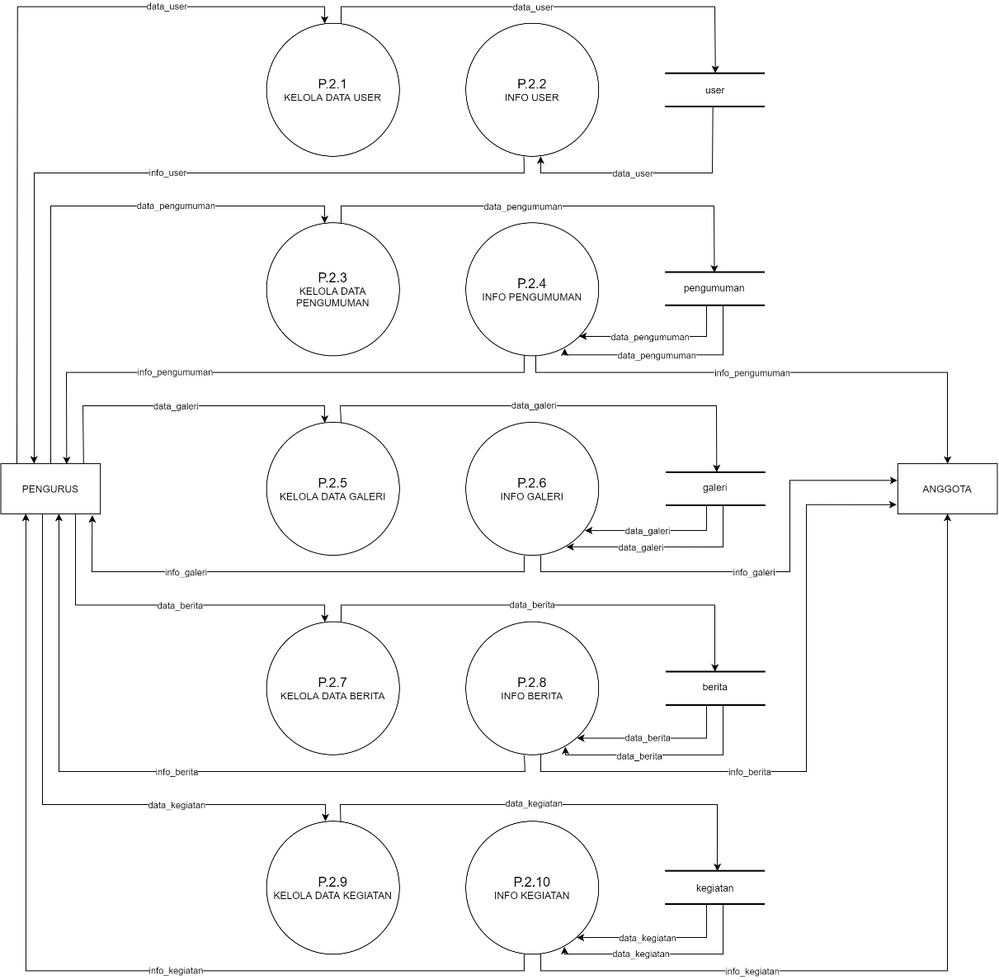 data_user
data_user
P.2.1
KELOLA DATA USER
P.2.2
INFO USER
user
info_user
data_user
data_pengumuman
data_pengumuman
P.2.3
KELOLA DATA
PENGUMUMAN
P.2.4
INFO PENGUMUMAN
pengumuman
data_pengumuman
data_pengumuman
info_pengumuman
info_pengumuman
data_galeri
data_galeri
PENGURUS
P.2.5
KELOLA DATA GALERI
P.2.6
INFO GALERI
galeri
ANGGOTA
data_galeri
data_galeri
info_galeri
info_galeri
data_berita
data_berita
P.2.7
KELOLA DATA BERITA
P.2.8
INFO BERITA
berita
data_berita
data_berita
info_berita
info_berita
data_kegiatan
data_kegiatan
P.2.9
KELOLA DATA KEGIATAN
P.2.10
INFO KEGIATAN
kegiatan
data_kegiatan
data_kegiatan
info_kegiatan
info_kegiatan